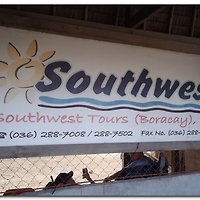 Southwes
Southwest Tours (Boracay),
☎ (036) 288-7008 / 288-7502 Fax No. (036) 288-